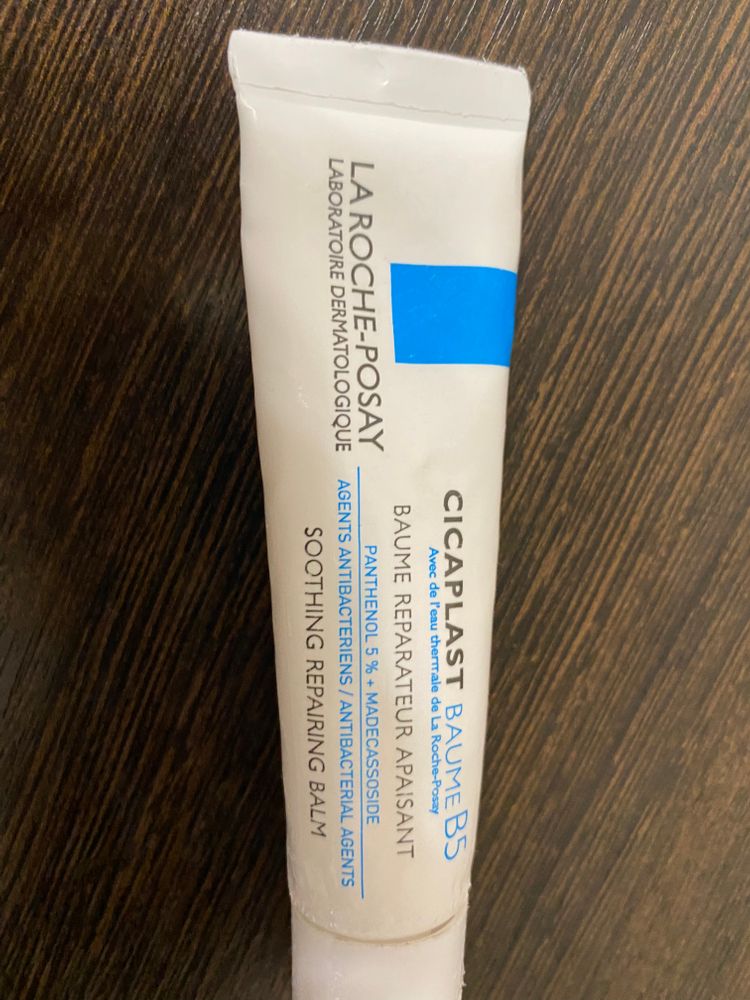 LA ROCHE-POSAY
LABORATOIRE DERMATOLOGIQUE
CICAPLAST BAUME B5
Avec de l'eau thermale de La Roche-Posay
BAUME REPARATEUR APAISANT
PANTHENOL 5 % + MADECASSOSIDE
AGENTS ANTIBACTERIENS / ANTIBACTERIAL AGENTS
SOOTHING REPAIRING BALM